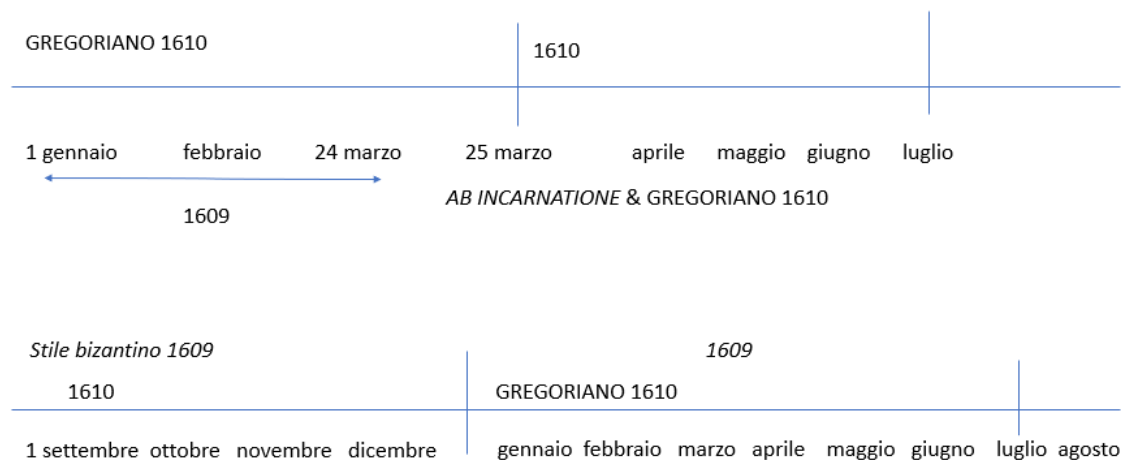 GREGORIANO 1610
1610
1 gennaio febbraio 24 marzo 25 marzo aprile maggio giugno luglio
AB INCARNATIONE & GREGORIANO 1610
1609
Stile bizantino 1609 1609
1610 GREGORIANO 1610
1 settembre ottobre novembre dicembre gennaio febbraio marzo aprile maggio giugno luglio agosto